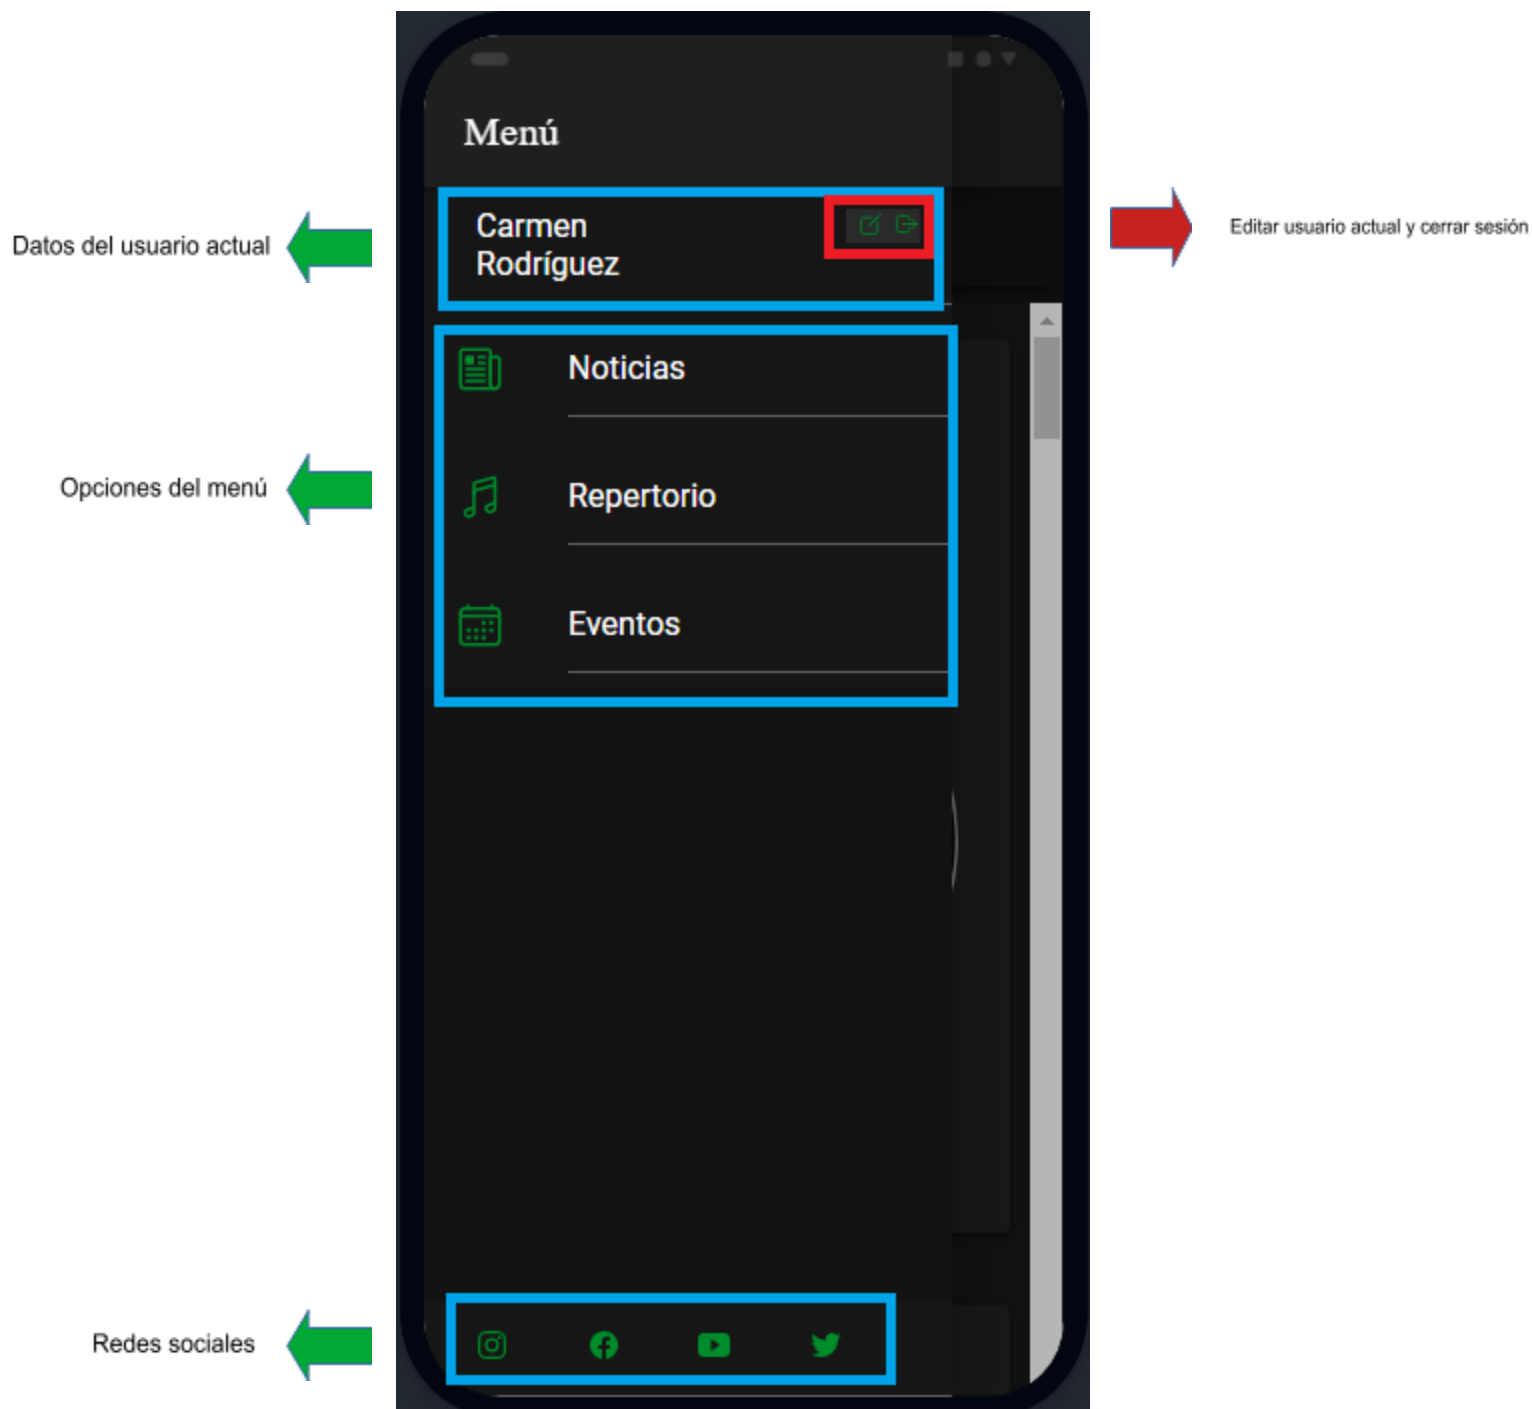 Menú
Datos del usuario actual
Carmen
Rodríguez
Editar usuario actual y cerrar sesión
Noticias
Opciones del menú
Repertorio
Eventos
Redes sociales